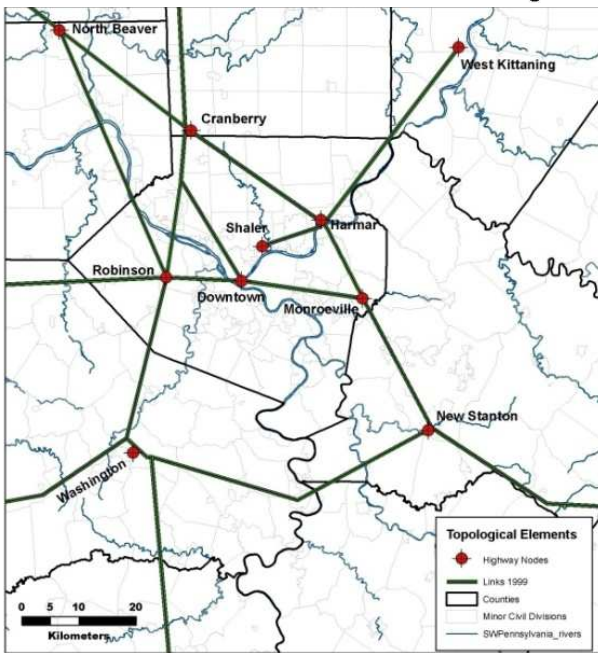 North Beaver
West Kittaning
Cranberry
Shaler
Harmar
Robinson
Downtown
Monroeville
New Stanton
Washington
Topological Elements
Highway Nodes
Links 1999
Counties
Minor Civil Divisions
SWPennsylvania_rivers
0 5 10 20
Kilometers